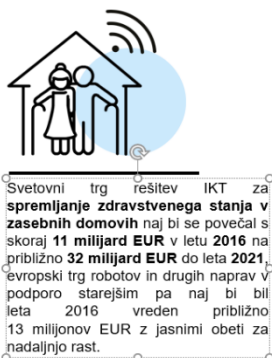 Svetovni trg rešitev IKT za
spremljanje zdravstvenega stanja v
zasebnih domovih naj bi se povečal s
skoraj 11 milijard EUR v letu 2016 na
približno 32 milijard EUR do leta 2021,
evropski trg robotov in drugih naprav v
podporo starejšim pa naj bi bil
leta 2016 vreden približno
13 milijonov EUR z jasnimi obeti za
nadaljnjo rast.